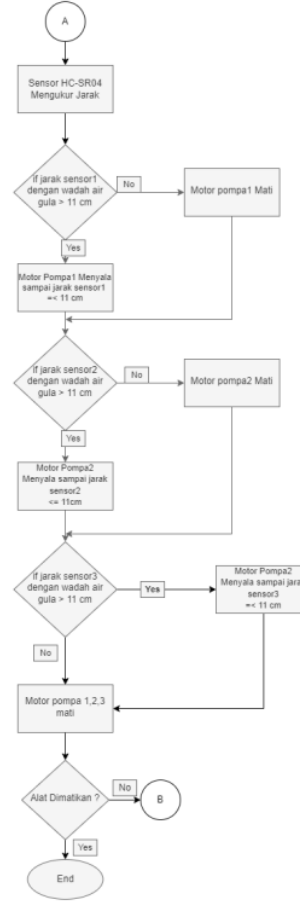 A
Sensor HC-SR04
Mengukur Jarak
if jarak sensor1
dengan wadah air
gula > 11 cm
No
Motor pompa1 Mati
Yes
Motor Pompa1 Menyala
sampai jarak sensor1
=< 11 cm
if jarak sensor2
dengan wadah air
gula > 11 cm
No
Motor pompa2 Mati
Yes
Motor Pompa2
Menyala sampai jarak
sensor2
<= 11cm
if jarak sensor3
dengan wadah air
gula > 11 cm
Yes
Motor Pompa2
Menyala sampai jara
sensor3
=< 11 cm
No
Motor pompa 1,2,3
mati
Alat Dimatikan ?
No
B
Yes
End